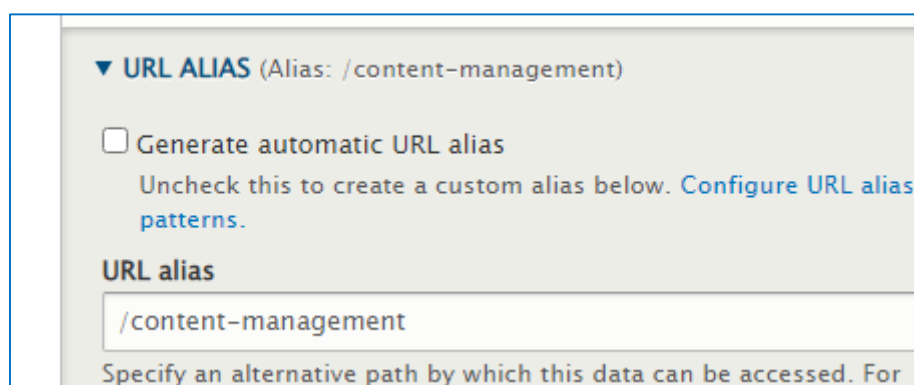 ▼ URL ALIAS (Alias: /content-management)
Generate automatic URL alias
Uncheck this to create a custom alias below. Configure URL alias
patterns.
URL alias
/content-management
Specify an alternative path by which this data can be accessed. For